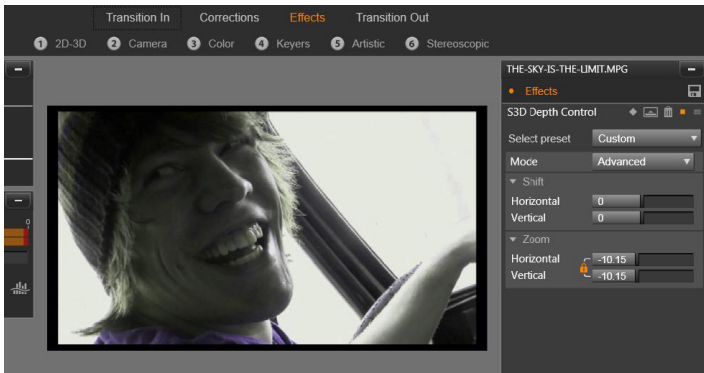 Transition In Corrections Effects Transition Out
1 2D-3D 2 Camera 3 Color 4 Keyers 5 Artistic 6 Stereoscopic
THE-SKY-IS-THE-LIMIT.MPG
Effects
S3D Depth Control
Select preset Custom
Mode Advanced
Shift
Horizontal 0
Vertical 0
0
Zoom
Horizontal -10.15
Vertical -10.15